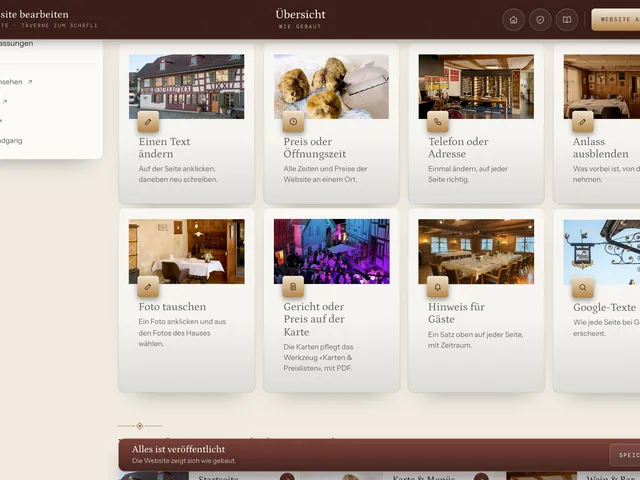 site bearbeiten
TE · TAVERNE ZUM SCHÄFLI
Übersicht
WIE GEBAUT
WEBSITE A
assungen
nsehen ↗
↗
ndgang
Einen Text
ändern
Auf der Seite anklicken,
daneben neu schreiben.
Preis oder
Öffnungszeit
Alle Zeiten und Preise der
Website an einem Ort.
Telefon oder
Adresse
Einmal ändern, auf jeder
Seite richtig.
Anlass
ausblenden
Was vorbei ist, von d
nehmen.
Foto tauschen
Ein Foto anklicken und aus
den Fotos des Hauses
wählen.
Gericht oder
Preis auf der
Karte
Die Karten pflegt das
Werkzeug «Karten &
Preislisten», mit PDF.
Hinweis für
Gäste
Ein Satz oben auf jeder Seite,
mit Zeitraum.
Google-Texte
Wie jede Seite bei G
erscheint.
Alles ist veröffentlicht
Die Website zeigt sich wie gebaut.
SPEIC
Startseite
Karte & Menüs
Wein & Bar